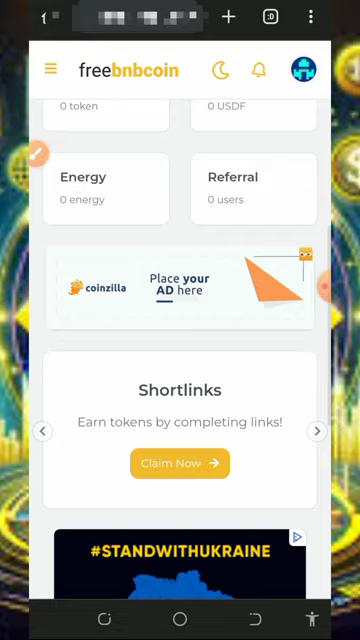 :D
freebnbcoin
0 token
0 USDF
Energy
0 energy
Referral
0 users
coinzilla
Place your
AD here
Shortlinks
Earn tokens by completing links!
Claim Now
#STANDWITHUKRAINE